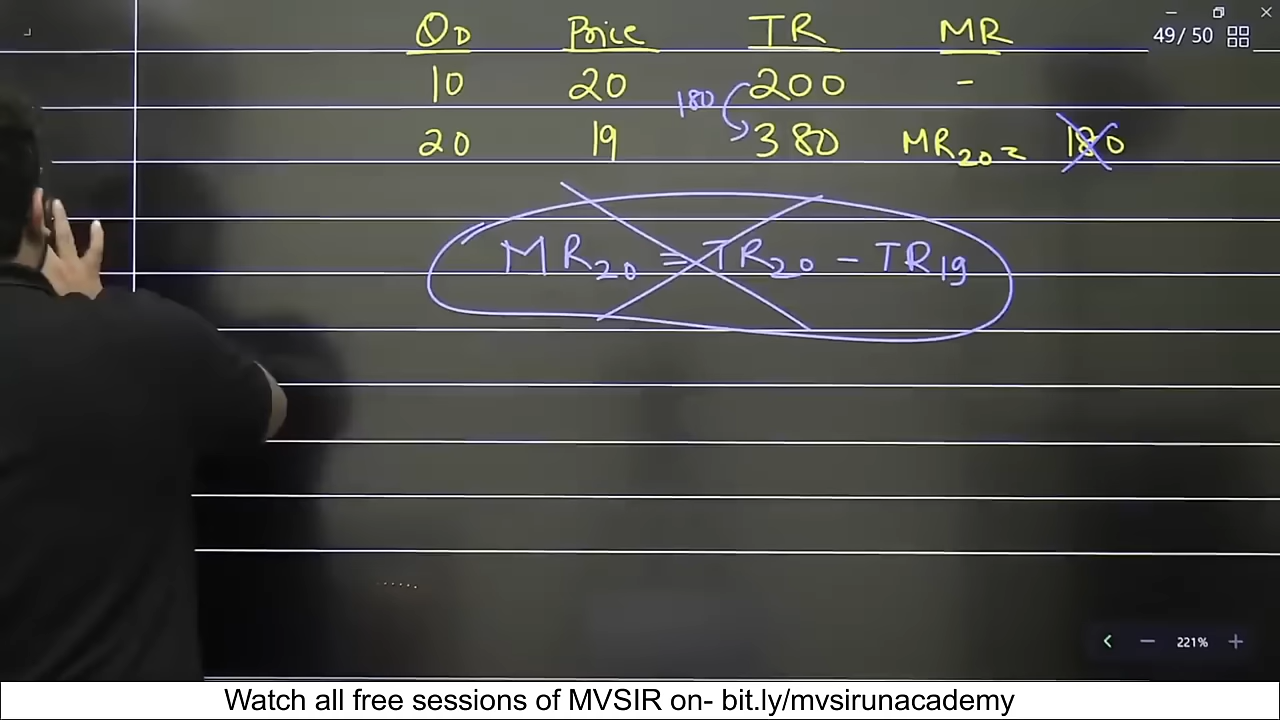 QD Price TR MR
49/ 50
10 20 200 -
180
20 19 380 MR20 = 180
MR20 = TR20 - TR19
221%
Watch all free sessions of MVSIR on- bit.ly/mvsirunacademy